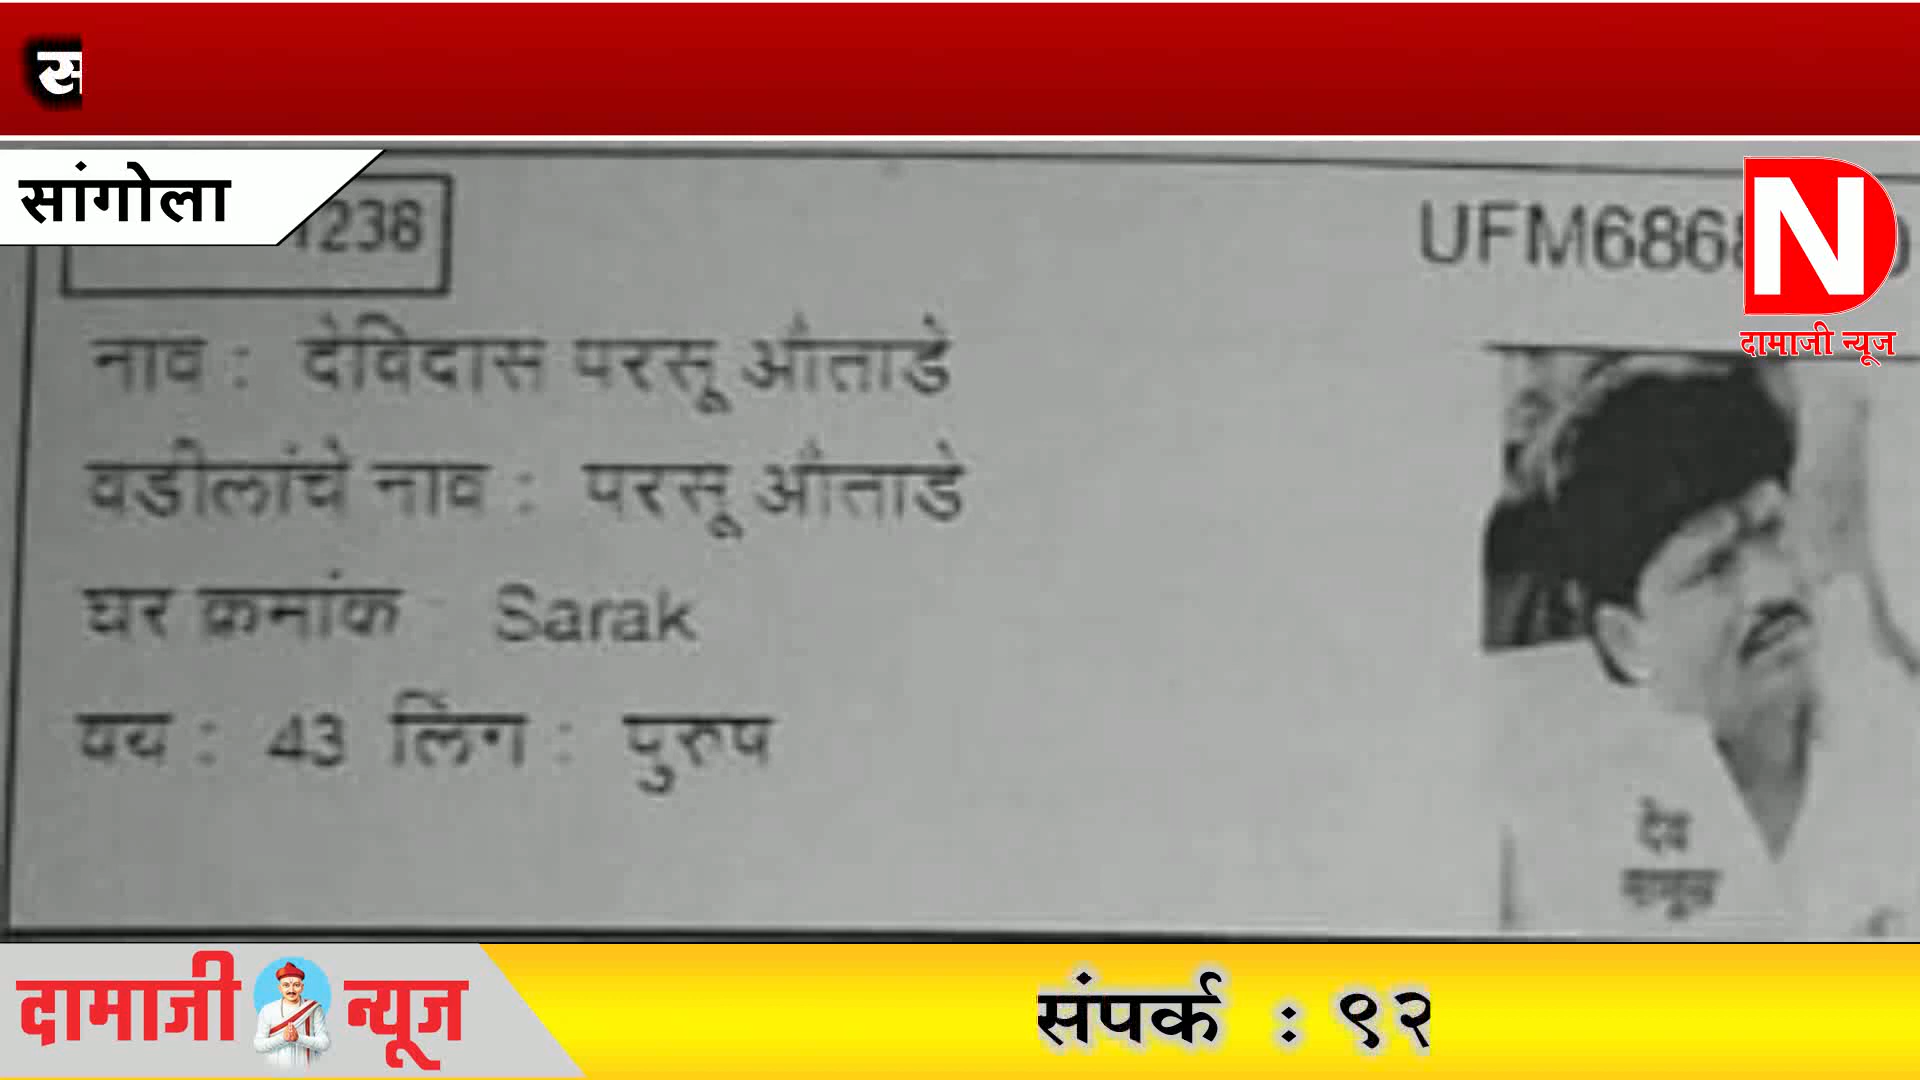 स
सांगोला
1238
UFM686
दामाजी न्यूज
नाव : देविदास परसू औताडे
वडीलांचे नाव : परसू औताडे
घर क्रमांक : Sarak
वय : 43 लिंग : पुरुष
देव
दामाजी न्यूज
संपर्क : ९२